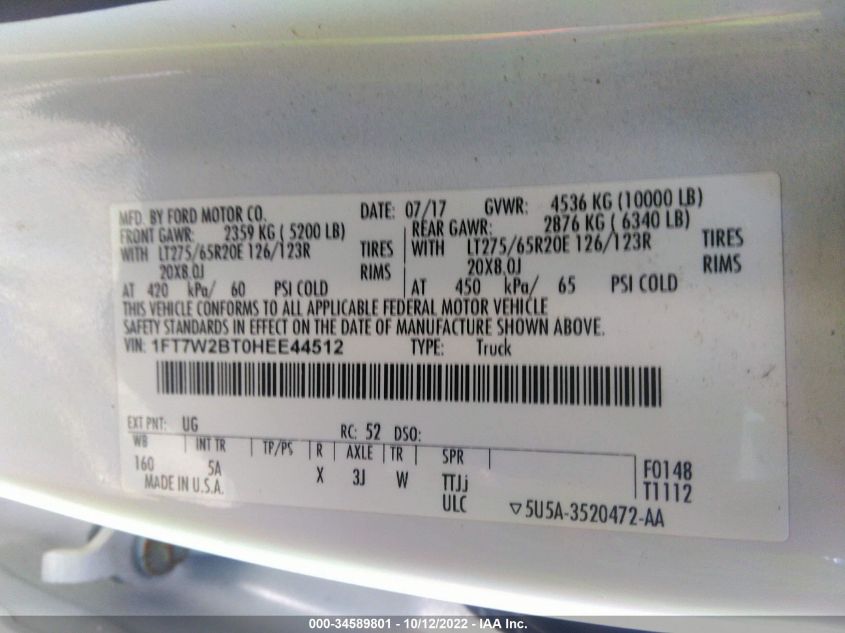 MFD. BY FORD MOTOR CO. DATE: 07/17 GVWR: 4536 KG (10000 LB)
FRONT GAWR: 2359 KG ( 5200 LB) REAR GAWR: 2876 KG ( 6340 LB)
WITH LT275/65R20E 126/123R TIRES WITH LT275/65R20E 126/123R TIRES
20X8.0J RIMS 20X8.0J RIMS
AT 420 kPa/ 60 PSI COLD AT 450 kPa/ 65 PSI COLD
THIS VEHICLE CONFORMS TO ALL APPLICABLE FEDERAL MOTOR VEHICLE
SAFETY STANDARDS IN EFFECT ON THE DATE OF MANUFACTURE SHOWN ABOVE.
VIN: 1FT7W2BT0HEE44512 TYPE: Truck
EXT PNT: UG RC: 52 DSO:
WB INT TR TP/PS R AXLE TR SPR
160 5A X 3J W TTJj F0148
MADE IN U.S.A. ULC T1112
▽5U5A-3520472-AA
000-34589801 - 10/12/2022 - IAA Inc.